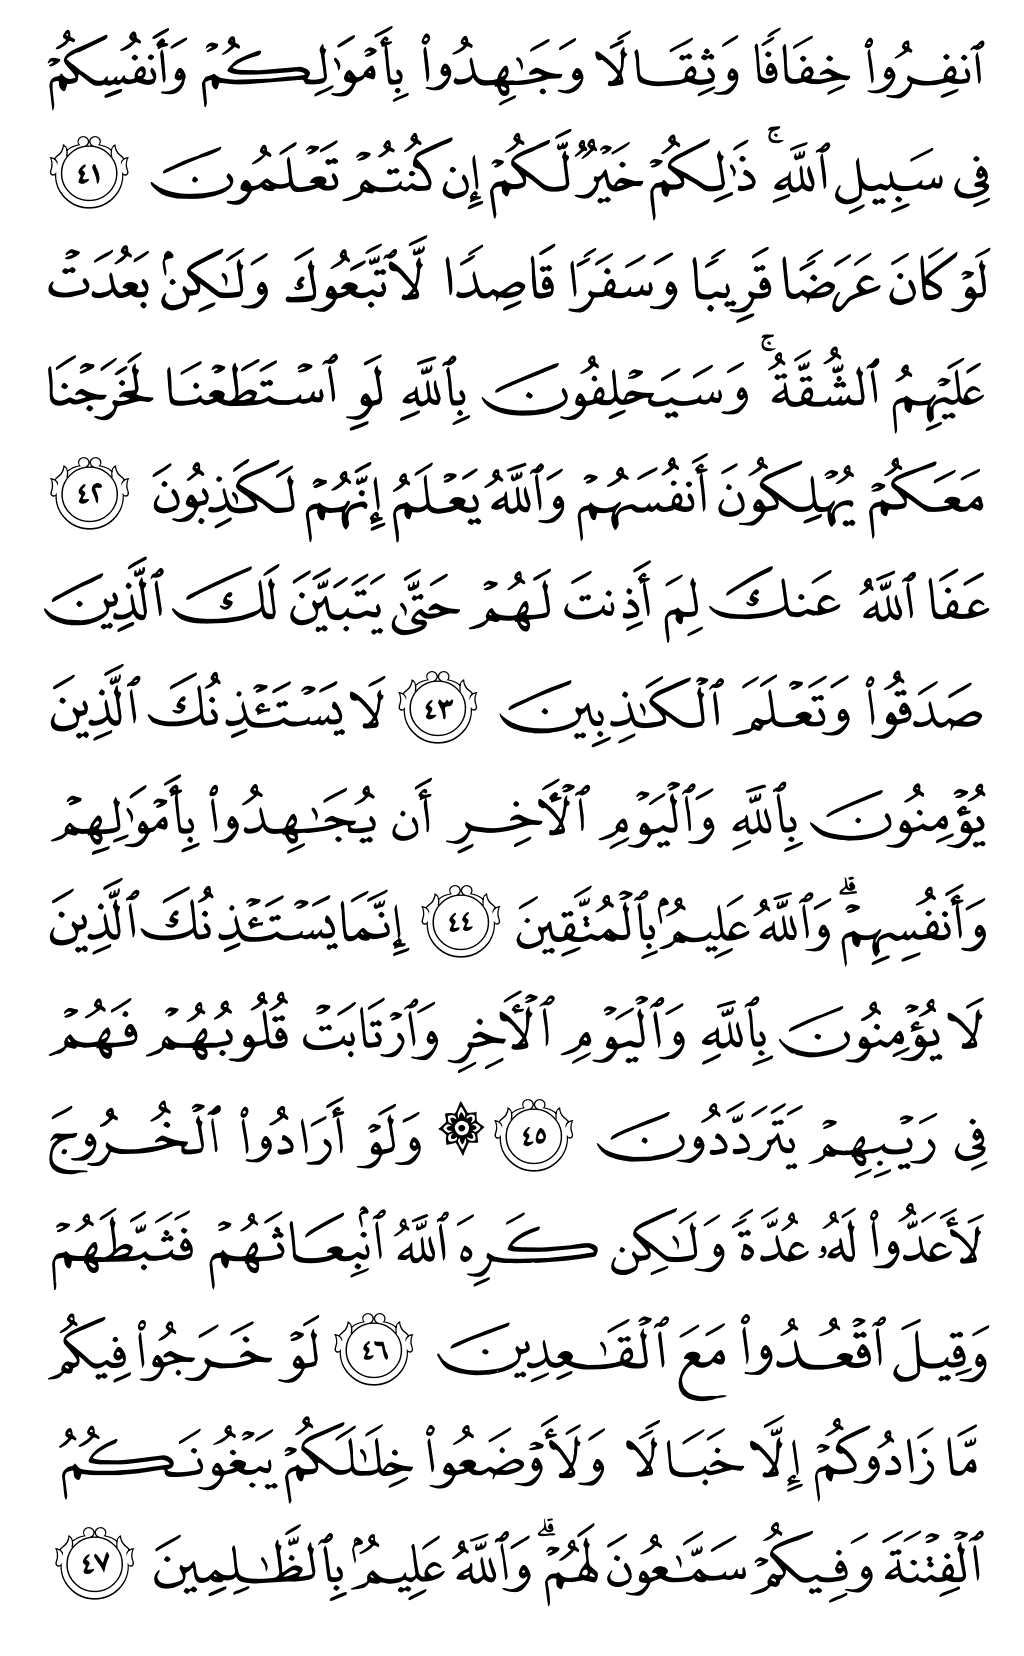 ٱنفِرُوا۟ خِفَافًۭا وَثِقَالًۭا وَجَـٰهِدُوا۟ بِأَمْوَٰلِكُمْ وَأَنفُسِكُمْ
فِى سَبِيلِ ٱللَّهِ ۚ ذَٰلِكُمْ خَيْرٌۭ لَّكُمْ إِن كُنتُمْ تَعْلَمُونَ ٤١
لَوْ كَانَ عَرَضًۭا قَرِيبًۭا وَسَفَرًۭا قَاصِدًۭا لَّٱتَّبَعُوكَ وَلَـٰكِنۢ بَعُدَتْ
عَلَيْهِمُ ٱلشُّقَّةُ ۚ وَسَيَحْلِفُونَ بِٱللَّهِ لَوِ ٱسْتَطَعْنَا لَخَرَجْنَا
مَعَكُمْ يُهْلِكُونَ أَنفُسَهُمْ وَٱللَّهُ يَعْلَمُ إِنَّهُمْ لَكَـٰذِبُونَ ٤٢
عَفَا ٱللَّهُ عَنكَ لِمَ أَذِنتَ لَهُمْ حَتَّىٰ يَتَبَيَّنَ لَكَ ٱلَّذِينَ
صَدَقُوا۟ وَتَعْلَمَ ٱلْكَـٰذِبِينَ ٤٣ لَا يَسْتَـْٔذِنُكَ ٱلَّذِينَ
يُؤْمِنُونَ بِٱللَّهِ وَٱلْيَوْمِ ٱلْـَٔاخِرِ أَن يُجَـٰهِدُوا۟ بِأَمْوَٰلِهِمْ
وَأَنفُسِهِمْ ۗ وَٱللَّهُ عَلِيمٌۢ بِٱلْمُتَّقِينَ ٤٤ إِنَّمَا يَسْتَـْٔذِنُكَ ٱلَّذِينَ
لَا يُؤْمِنُونَ بِٱللَّهِ وَٱلْيَوْمِ ٱلْـَٔاخِرِ وَٱرْتَابَتْ قُلُوبُهُمْ فَهُمْ
فِى رَيْبِهِمْ يَتَرَدَّدُونَ ٤٥ ۞ وَلَوْ أَرَادُوا۟ ٱلْخُرُوجَ
لَأَعَدُّوا۟ لَهُۥ عُدَّةًۭ وَلَـٰكِن كَرِهَ ٱللَّهُ ٱنۢبِعَاثَهُمْ فَثَبَّطَهُمْ
وَقِيلَ ٱقْعُدُوا۟ مَعَ ٱلْقَـٰعِدِينَ ٤٦ لَوْ خَرَجُوا۟ فِيكُم
مَّا زَادُوكُمْ إِلَّا خَبَالًۭا وَلَأَوْضَعُوا۟ خِلَـٰلَكُمْ يَبْغُونَكُمُ
ٱلْفِتْنَةَ وَفِيكُمْ سَمَّـٰعُونَ لَهُمْ ۗ وَٱللَّهُ عَلِيمٌۢ بِٱلظَّـٰلِمِينَ ٤٧